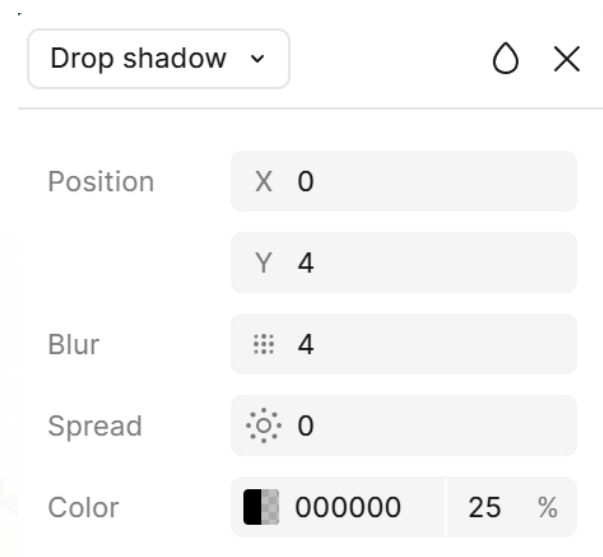 Drop shadow
Position X 0
Y 4
Blur 4
Spread 0
Color 000000 25 %